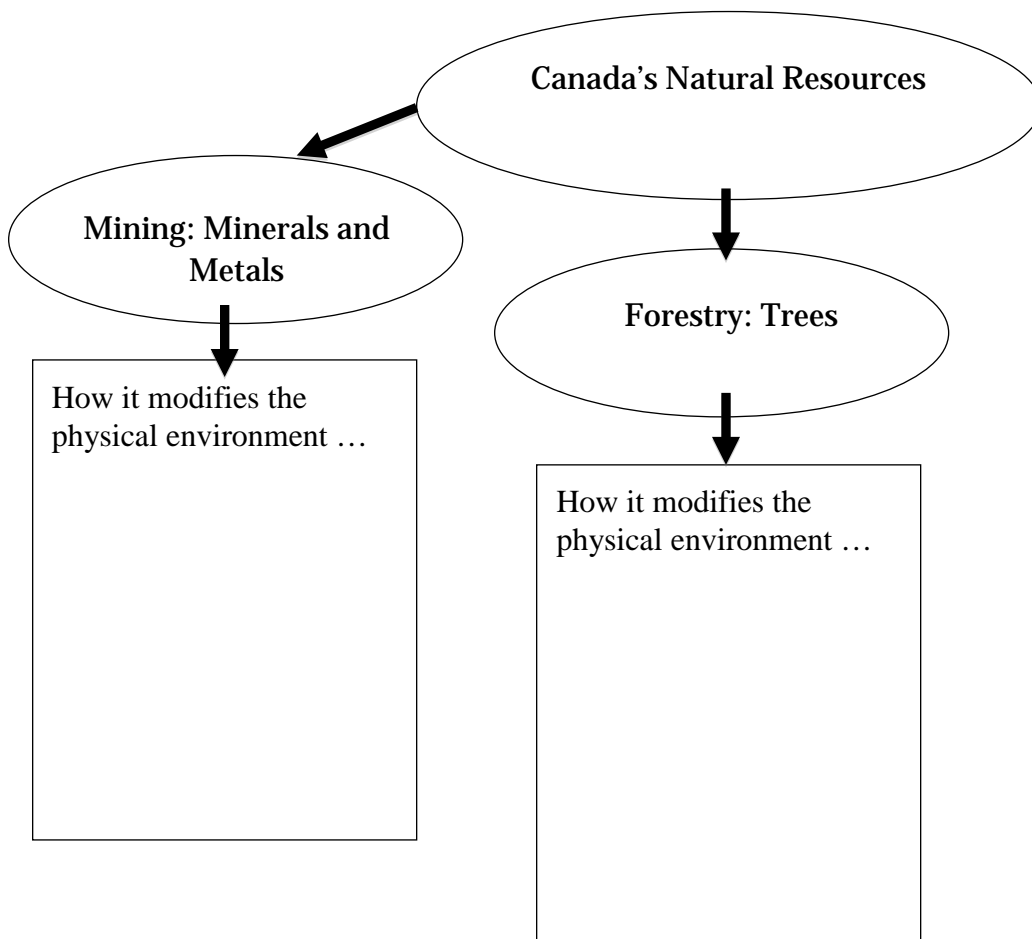 Canada’s Natural Resources
Mining: Minerals and
Metals
Forestry: Trees
How it modifies the
physical environment …
How it modifies the
physical environment …